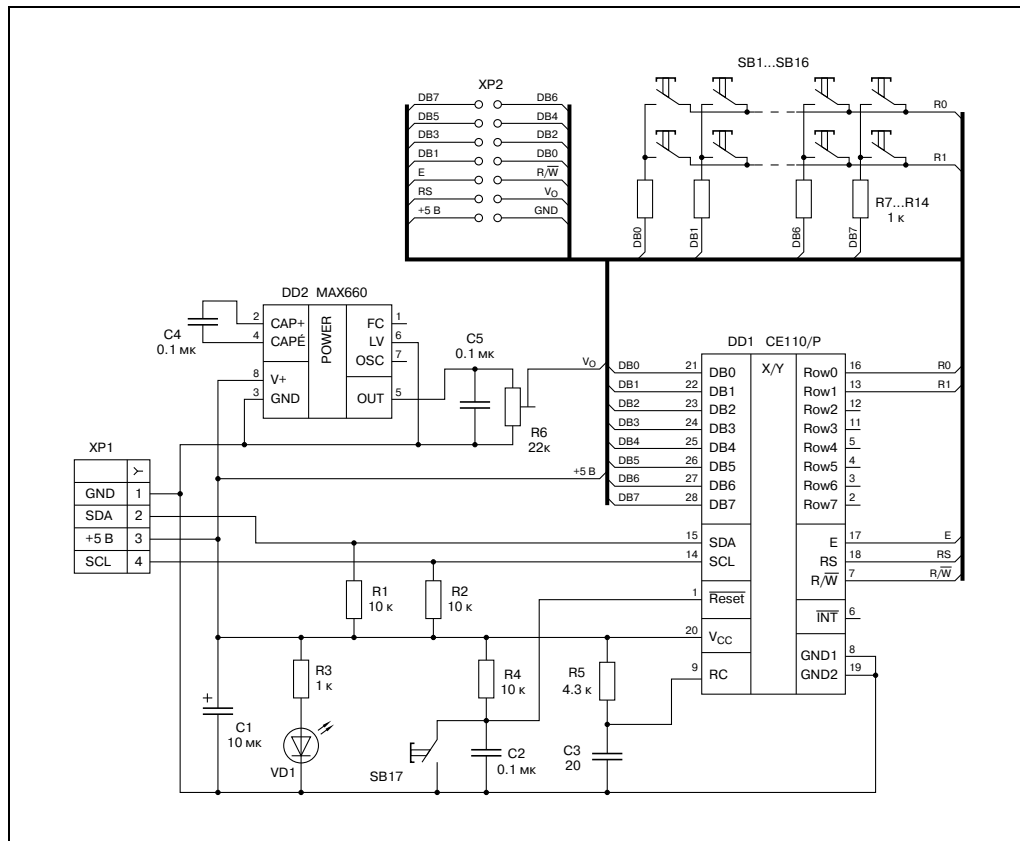 SB1...SB16
XP2
DB7 DB6
DB5 DB4
DB3 DB2
DB1 DB0
E R/W̅
RS V_O
+5 В GND
R0
R1
R7...R14
1 к
DB0 DB1 DB6 DB7
DD2 MAX660
C4
0.1 мк
2 CAP+ POWER FC 1
4 CAPÉ LV 6
OSC 7
8 V+
3 GND OUT 5
C5
0.1 мк
R6
22к
V_O
+5 В
DD1 CE110/P
X/Y
DB0 21 DB0 Row0 16 R0
DB1 22 DB1 Row1 13 R1
DB2 23 DB2 Row2 12
DB3 24 DB3 Row3 11
DB4 25 DB4 Row4 5
DB5 26 DB5 Row5 4
DB6 27 DB6 Row6 3
DB7 28 DB7 Row7 2
15 SDA E 17 E
14 SCL RS 18 RS
R/W̅ 7 R/W̅
1 R̅e̅s̅e̅t̅
I̅N̅T̅ 6
20 V_CC
GND1 8
9 RC GND2 19
XP1
Y
GND 1
SDA 2
+5 В 3
SCL 4
R1
10 к
R2
10 к
R3
1 к
R4
10 к
R5
4.3 к
+
C1
10 мк
VD1
SB17
C2
0.1 мк
C3
20